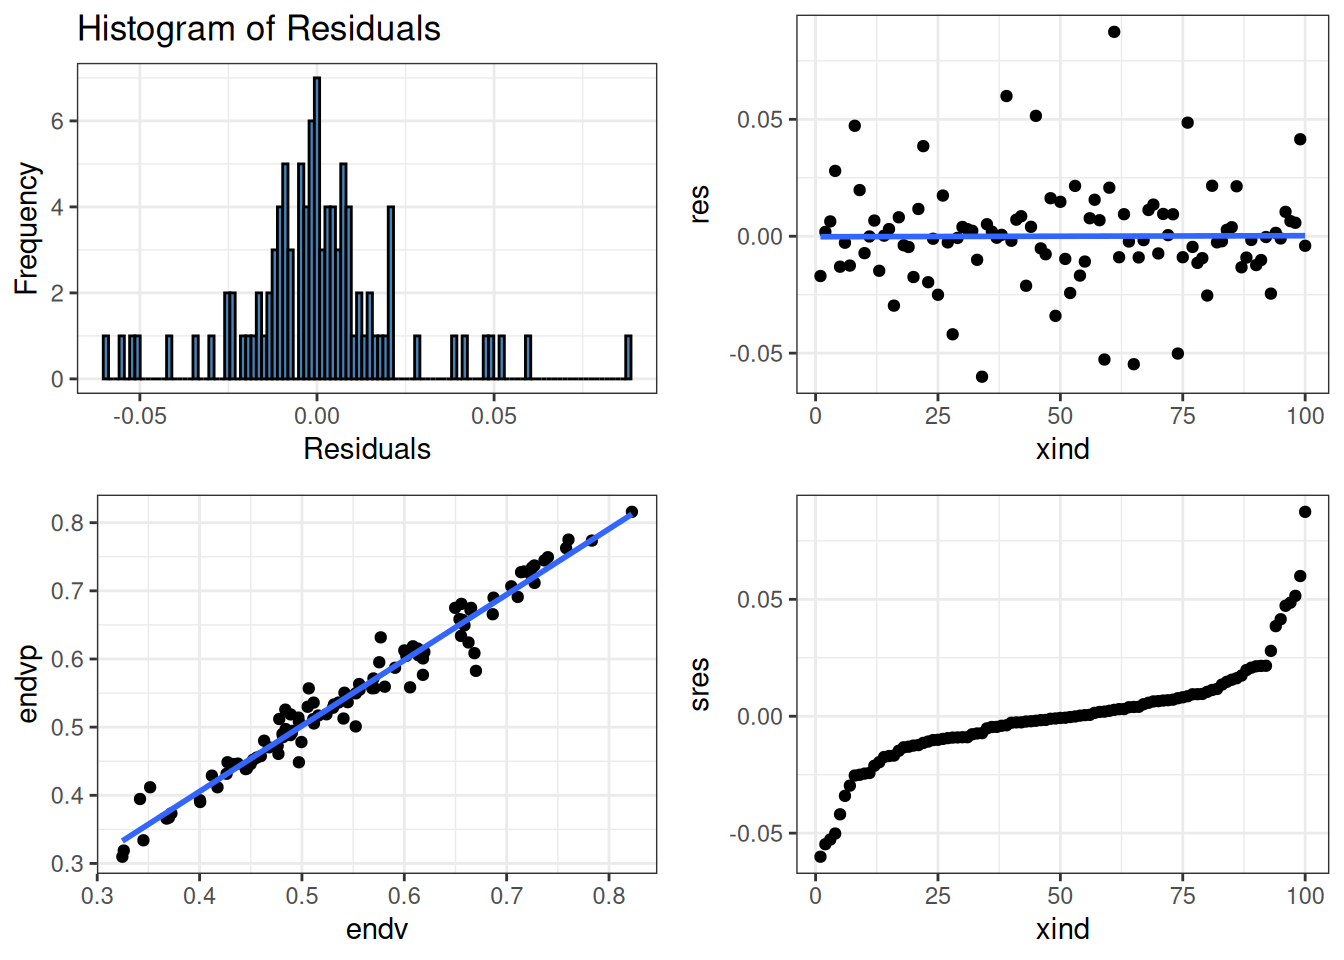 Histogram of Residuals
Frequency
6
4
2
0
-0.05 0.00 0.05
Residuals
res
0.05
0.00
-0.05
0 25 50 75 100
xind
endvp
0.8
0.7
0.6
0.5
0.4
0.3
0.3 0.4 0.5 0.6 0.7 0.8
endv
sres
0.05
0.00
-0.05
0 25 50 75 100
xind